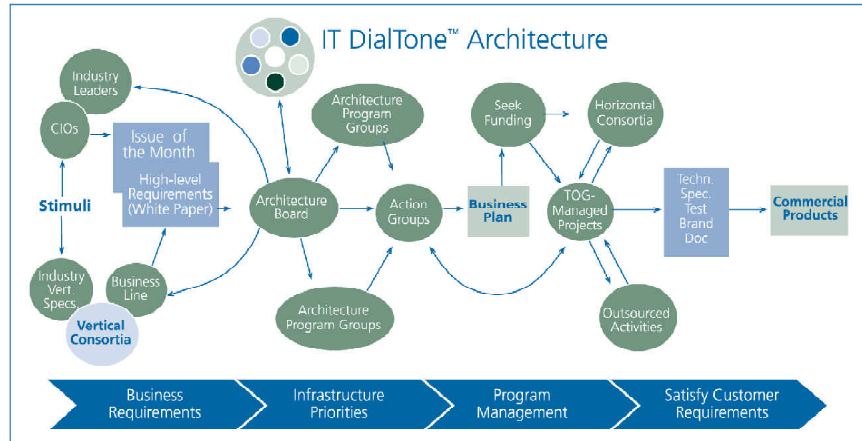 IT DialTone™ Architecture
Industry
Leaders
CIOs
Issue of
the Month
High-level
Requirements
(White Paper)
Stimuli
Industry
Vert.
Specs
Business
Line
Vertical
Consortia
Architecture
Board
Architecture
Program
Groups
Action
Groups
Architecture
Program Groups
Business
Plan
Seek
Funding
Horizontal
Consortia
TOG-
Managed
Projects
Outsourced
Activities
Techn.
Spec.
Test
Brand
Doc
Commercial
Products
Business
Requirements
Infrastructure
Priorities
Program
Management
Satisfy Customer
Requirements